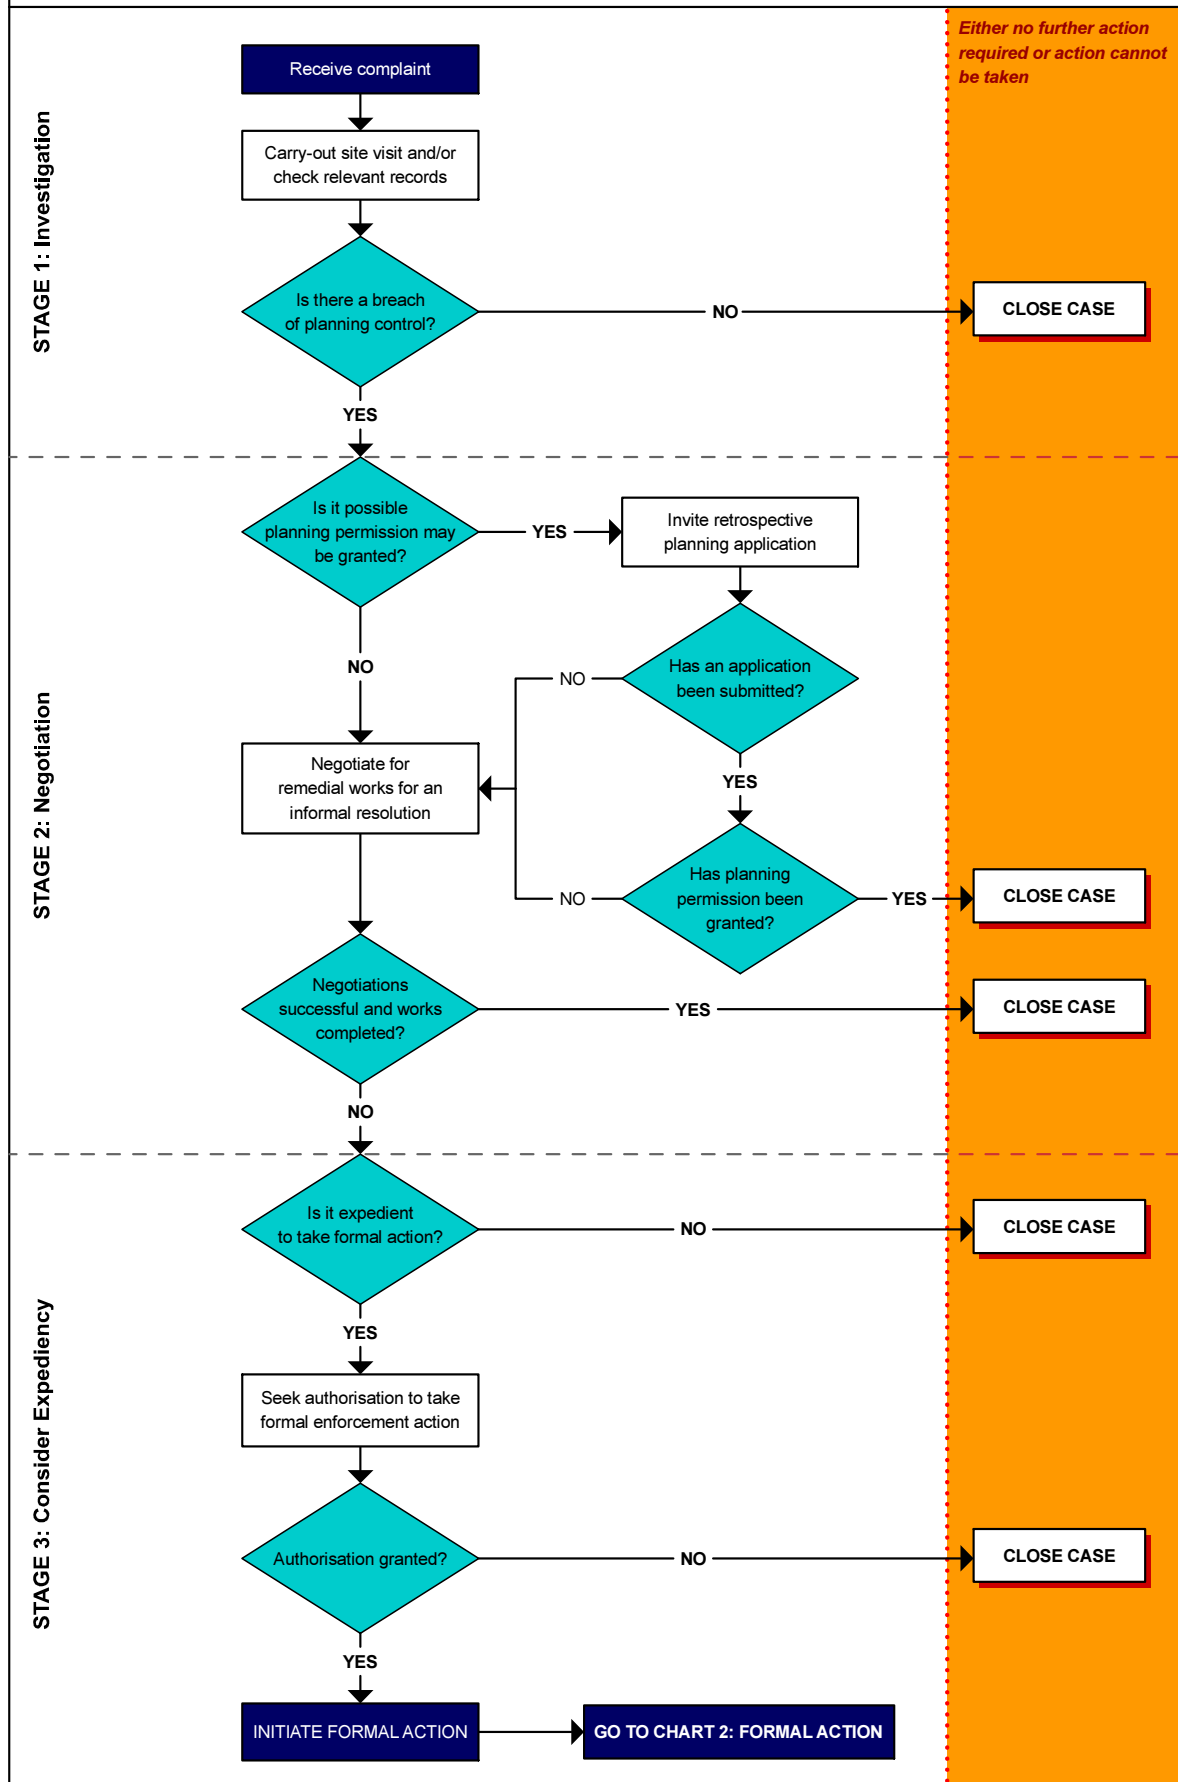 Either no further action
required or action cannot
be taken
STAGE 1: Investigation
Receive complaint
Carry-out site visit and/or
check relevant records
Is there a breach
of planning control?
NO
CLOSE CASE
YES
STAGE 2: Negotiation
Is it possible
planning permission may
be granted?
YES
Invite retrospective
planning application
NO
Has an application
been submitted?
NO
YES
Negotiate for
remedial works for an
informal resolution
Has planning
permission been
granted?
NO
YES
CLOSE CASE
Negotiations
successful and works
completed?
YES
CLOSE CASE
NO
STAGE 3: Consider Expediency
Is it expedient
to take formal action?
NO
CLOSE CASE
YES
Seek authorisation to take
formal enforcement action
Authorisation granted?
NO
CLOSE CASE
YES
INITIATE FORMAL ACTION
GO TO CHART 2: FORMAL ACTION